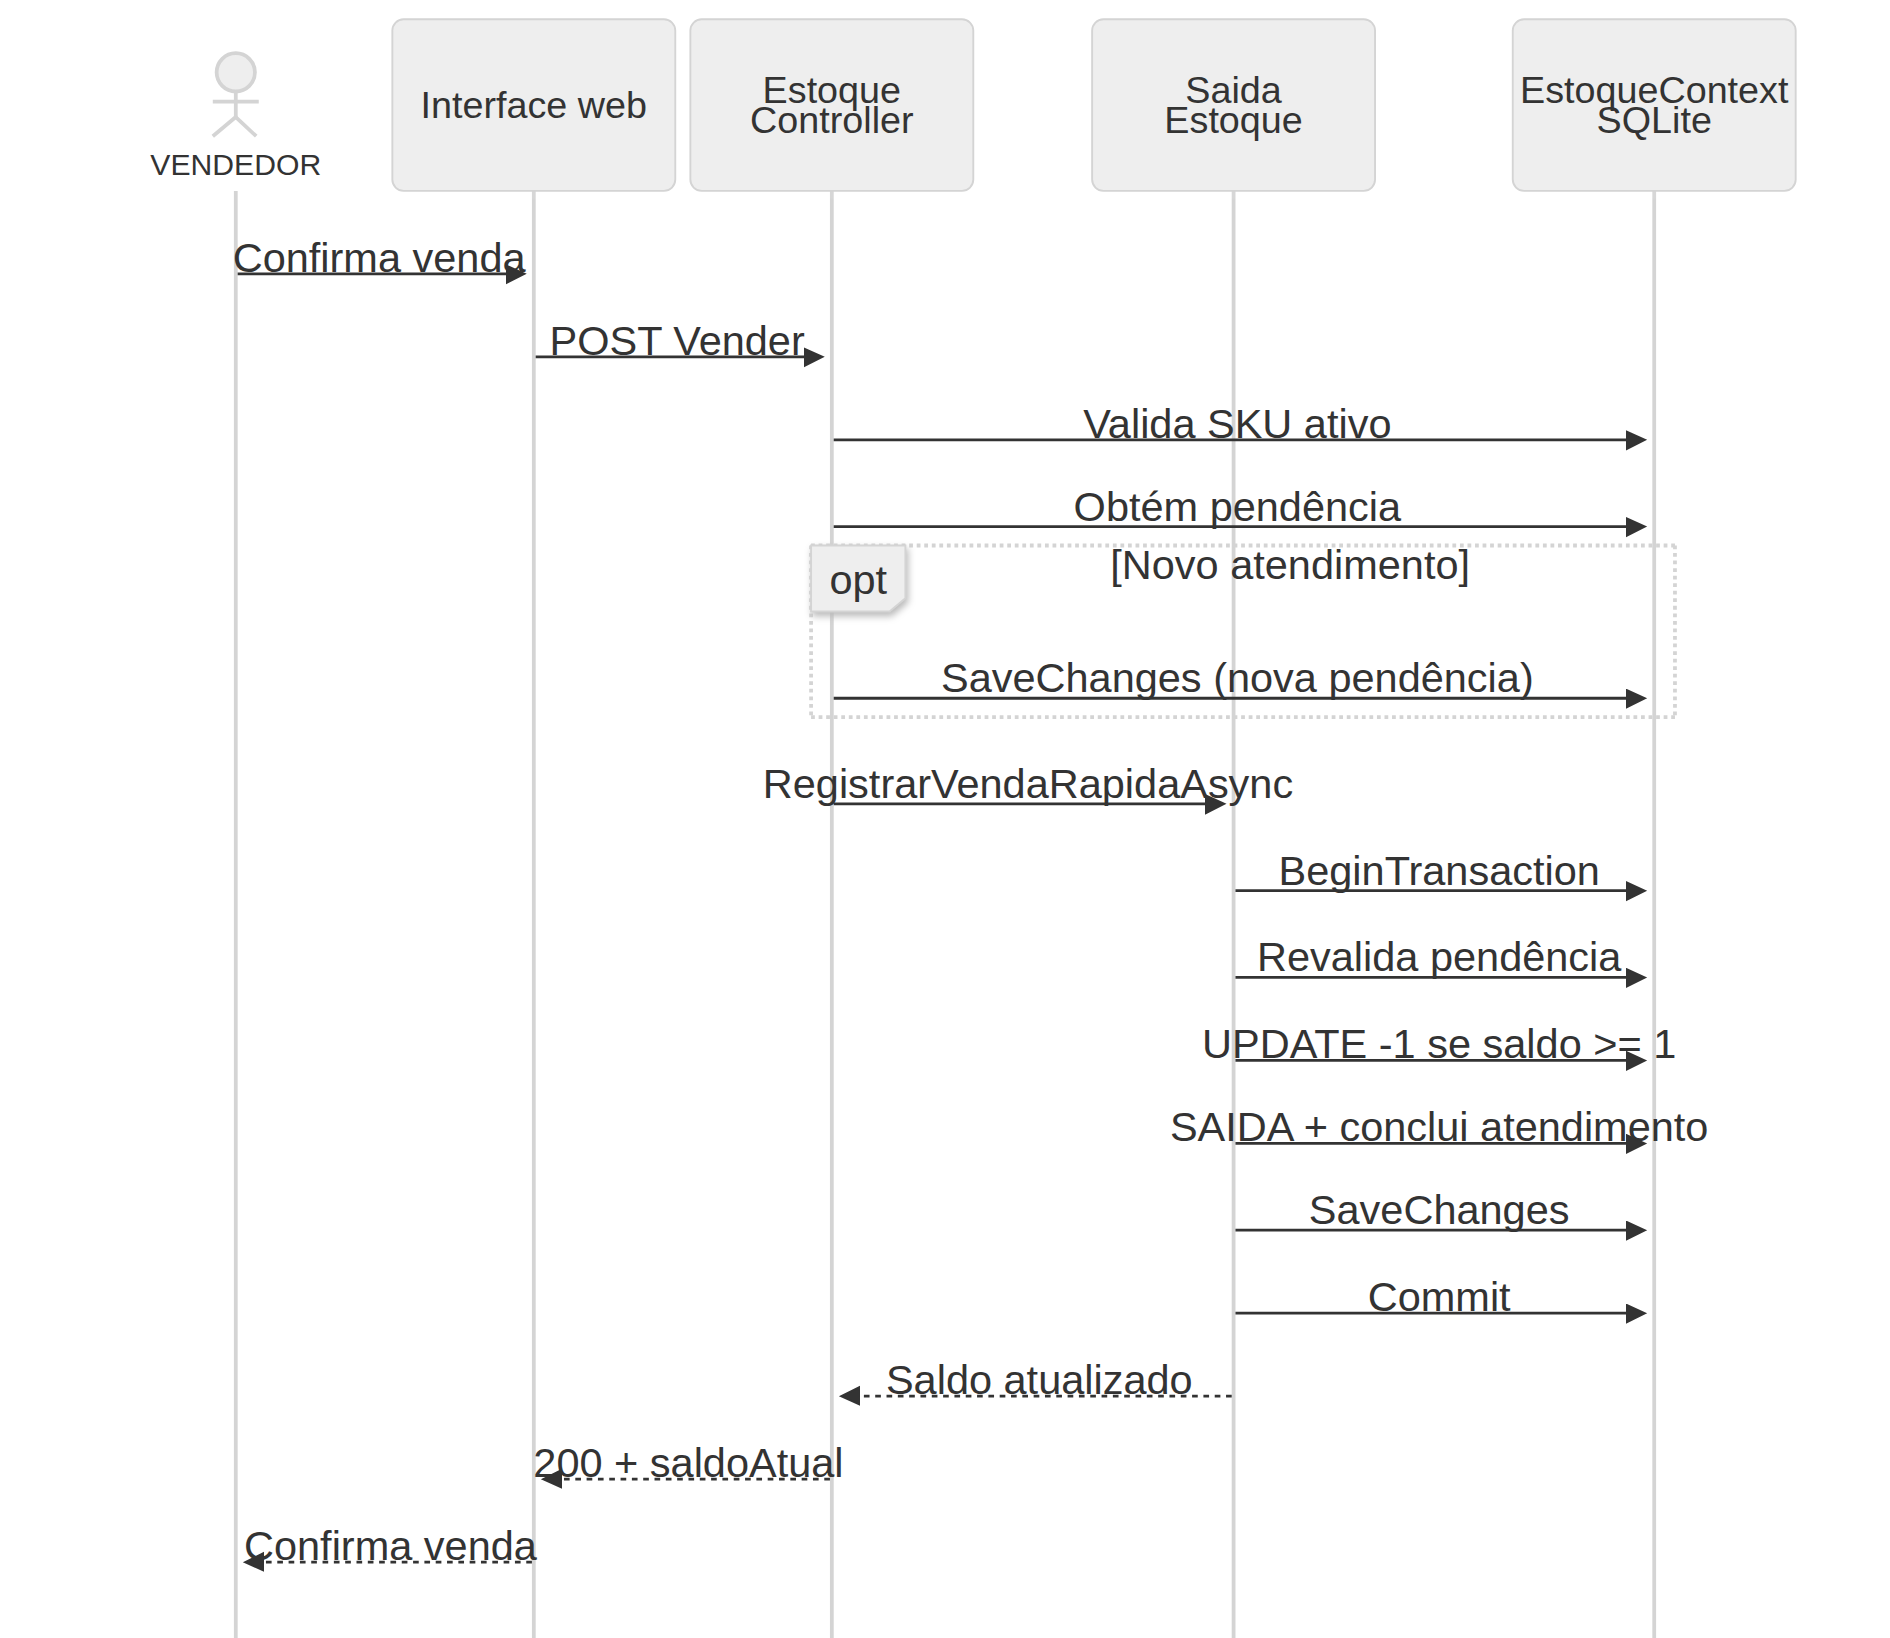 VENDEDOR
Interface web
Estoque
Controller
Saida
Estoque
EstoqueContext
SQLite
Confirma venda
POST Vender
Valida SKU ativo
Obtém pendência
opt
[Novo atendimento]
SaveChanges (nova pendência)
RegistrarVendaRapidaAsync
BeginTransaction
Revalida pendência
UPDATE -1 se saldo >= 1
SAIDA + conclui atendimento
SaveChanges
Commit
Saldo atualizado
200 + saldoAtual
Confirma venda